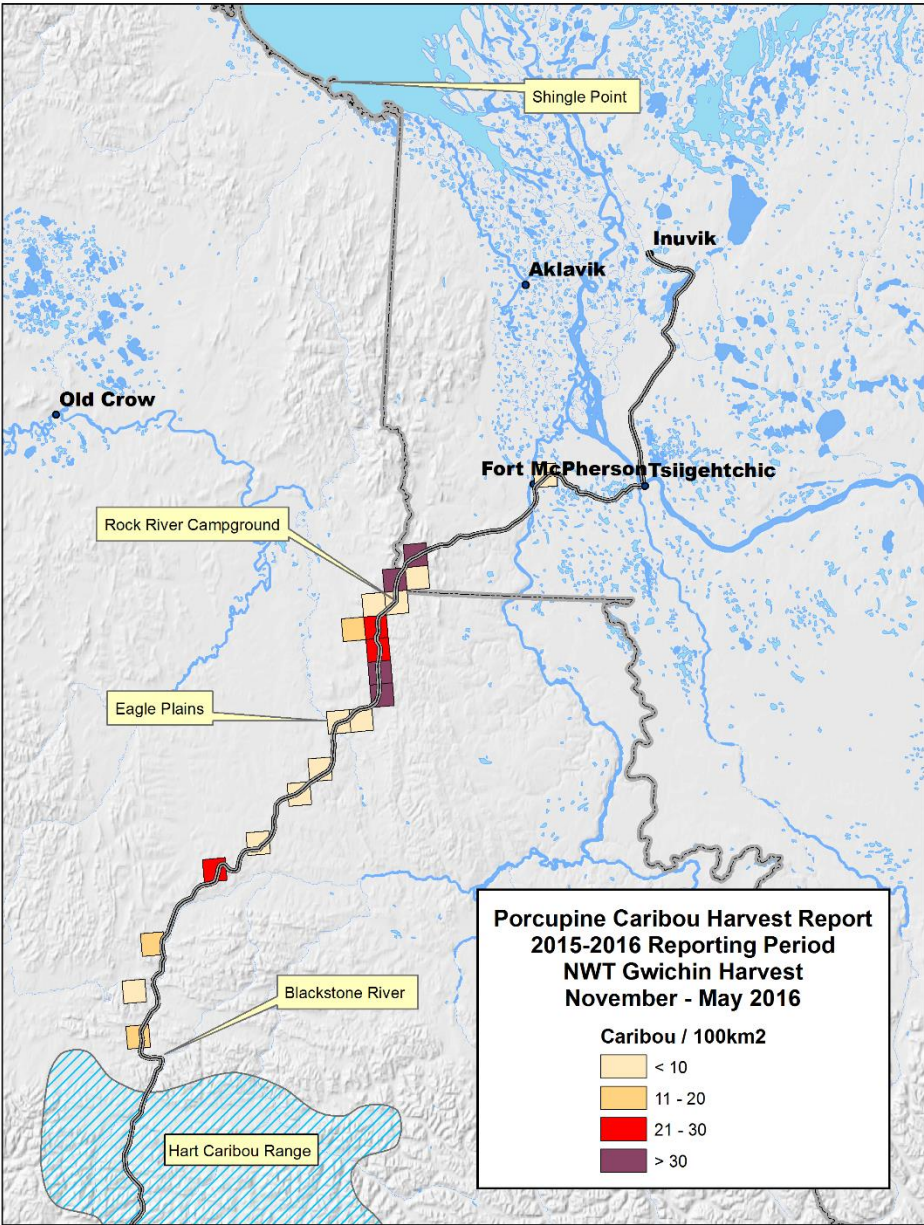 Shingle Point
Inuvik
Aklavik
Old Crow
Fort McPherson
Tsiigehtchic
Rock River Campground
Eagle Plains
Blackstone River
Hart Caribou Range
Porcupine Caribou Harvest Report
2015-2016 Reporting Period
NWT Gwichin Harvest
November - May 2016
Caribou / 100km2
< 10
11 - 20
21 - 30
> 30